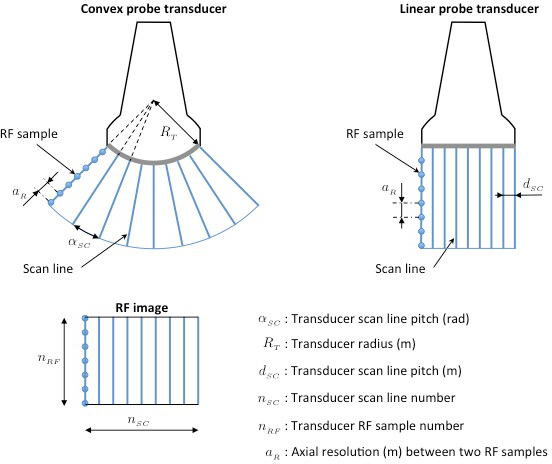 Convex probe transducer
Linear probe transducer
R_T
RF sample
RF sample
a_R
a_R
d_SC
α_SC
Scan line
Scan line
RF image
n_RF
n_SC
α_SC : Transducer scan line pitch (rad)
R_T : Transducer radius (m)
d_SC : Transducer scan line pitch (m)
n_SC : Transducer scan line number
n_RF : Transducer RF sample number
a_R : Axial resolution (m) between two RF samples